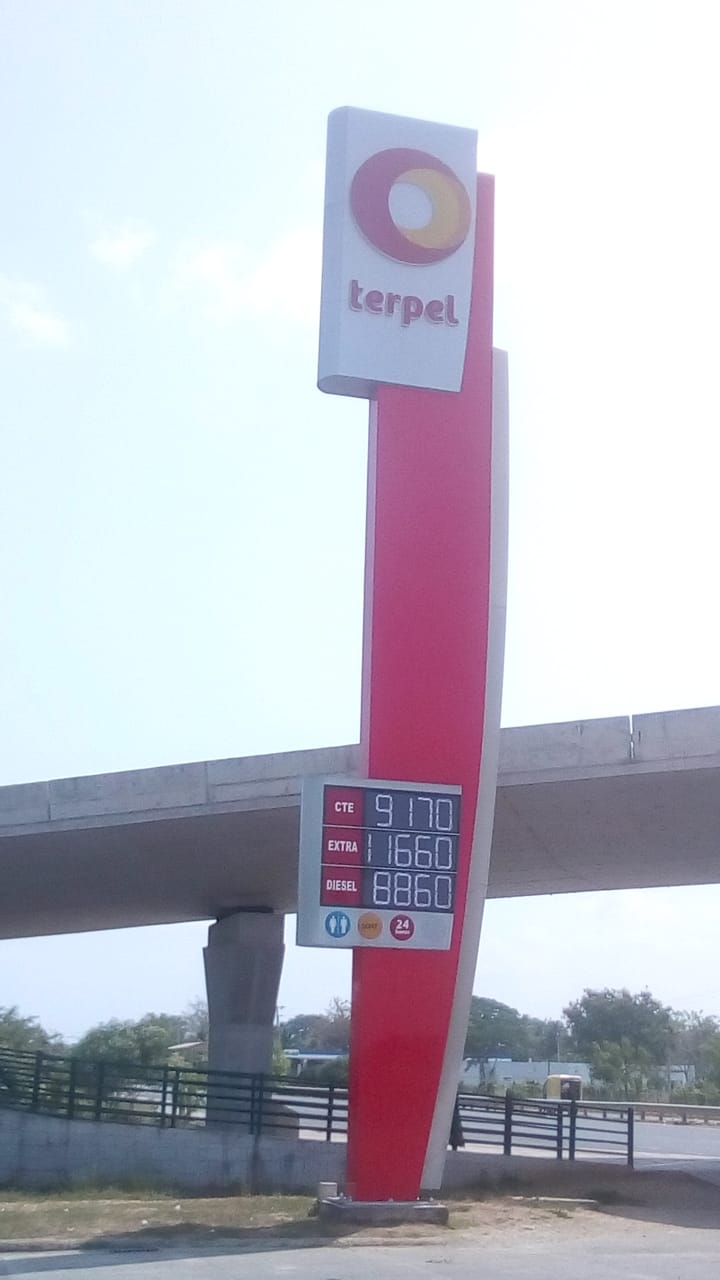 terpel
CTE 9170
EXTRA 11660
DIESEL 8860
24